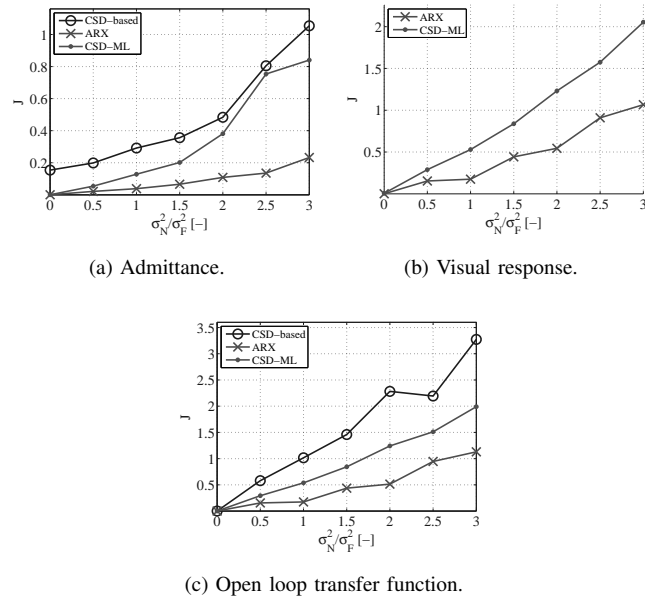 CSD−based
ARX
CSD−ML
1
0.8
0.6
0.4
0.2
J
0 0.5 1 1.5 2 2.5 3
σ_N^2/σ_F^2 [−]
(a) Admittance.
ARX
CSD−ML
2
1.5
1
0.5
J
0 0.5 1 1.5 2 2.5 3
σ_N^2/σ_F^2 [−]
(b) Visual response.
CSD−based
ARX
CSD−ML
3.5
3
2.5
2
1.5
1
0.5
J
0 0.5 1 1.5 2 2.5 3
σ_N^2/σ_F^2 [−]
(c) Open loop transfer function.